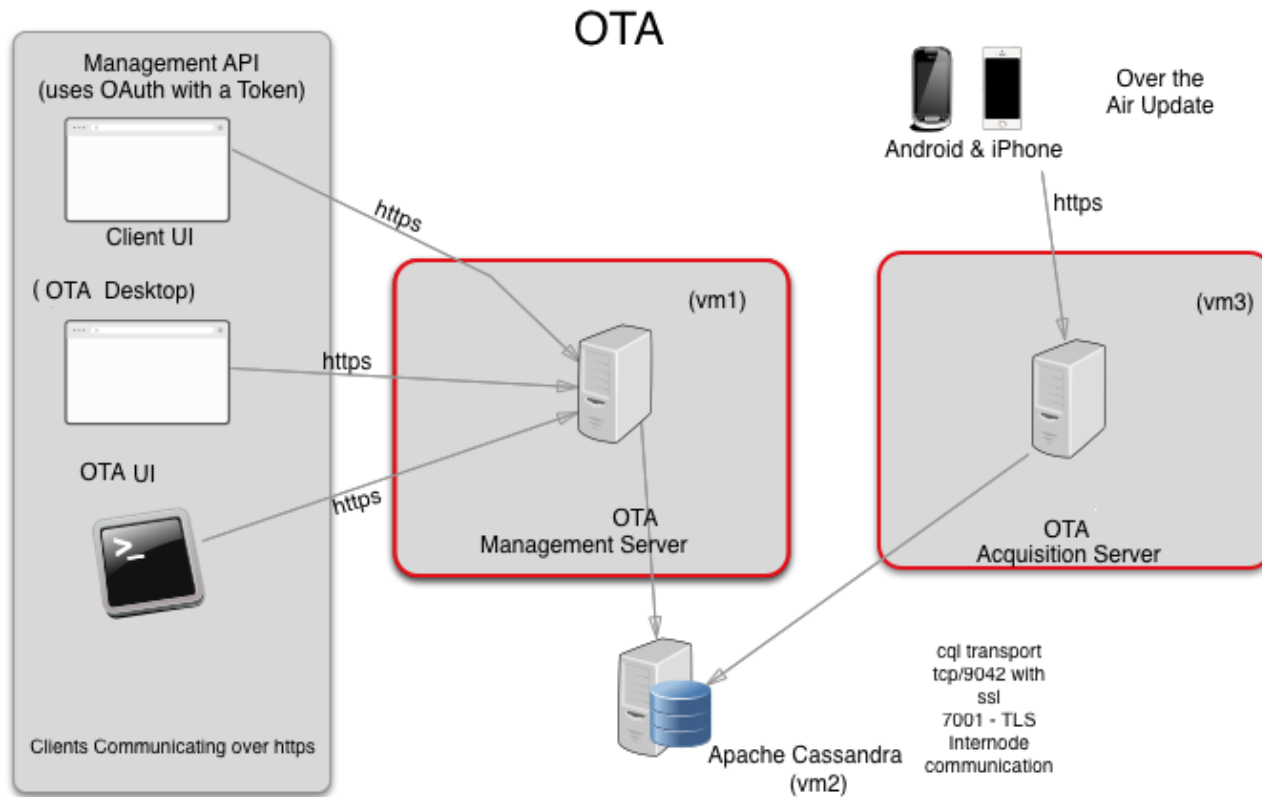 OTA
Management API
(uses OAuth with a Token)
Client UI
( OTA Desktop)
OTA UI
>_
Clients Communicating over https
https
https
https
(vm1)
OTA
Management Server
Android & iPhone
Over the
Air Update
https
(vm3)
OTA
Acquisition Server
Apache Cassandra
(vm2)
cql transport
tcp/9042 with
ssl
7001 - TLS
Internode
communication